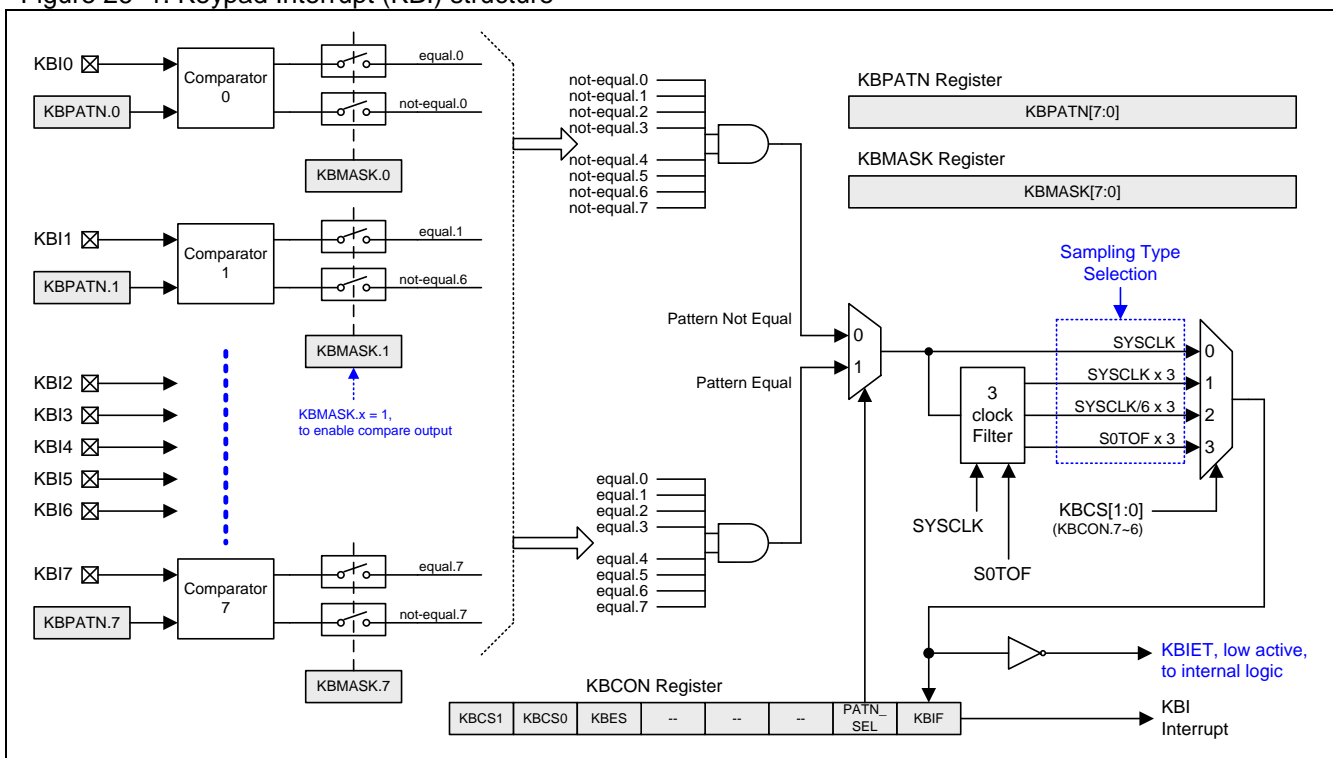 Figure 26–1. Keypad Interrupt (KBI) structure
KBI0
KBPATN.0
Comparator
0
equal.0
not-equal.0
KBMASK.0
KBI1
KBPATN.1
Comparator
1
equal.1
not-equal.6
KBMASK.1
KBMASK.x = 1,
to enable compare output
KBI2
KBI3
KBI4
KBI5
KBI6
KBI7
KBPATN.7
Comparator
7
equal.7
not-equal.7
KBMASK.7
not-equal.0
not-equal.1
not-equal.2
not-equal.3
not-equal.4
not-equal.5
not-equal.6
not-equal.7
equal.0
equal.1
equal.2
equal.3
equal.4
equal.5
equal.6
equal.7
Pattern Not Equal
Pattern Equal
0
1
KBPATN Register
KBPATN[7:0]
KBMASK Register
KBMASK[7:0]
Sampling Type
Selection
SYSCLK
SYSCLK x 3
SYSCLK/6 x 3
S0TOF x 3
0
1
2
3
3
clock
Filter
SYSCLK
S0TOF
KBCS[1:0]
(KBCON.7~6)
KBIET, low active,
to internal logic
KBI
Interrupt
KBCON Register
KBCS1 KBCS0 KBES -- -- -- PATN_
SEL KBIF